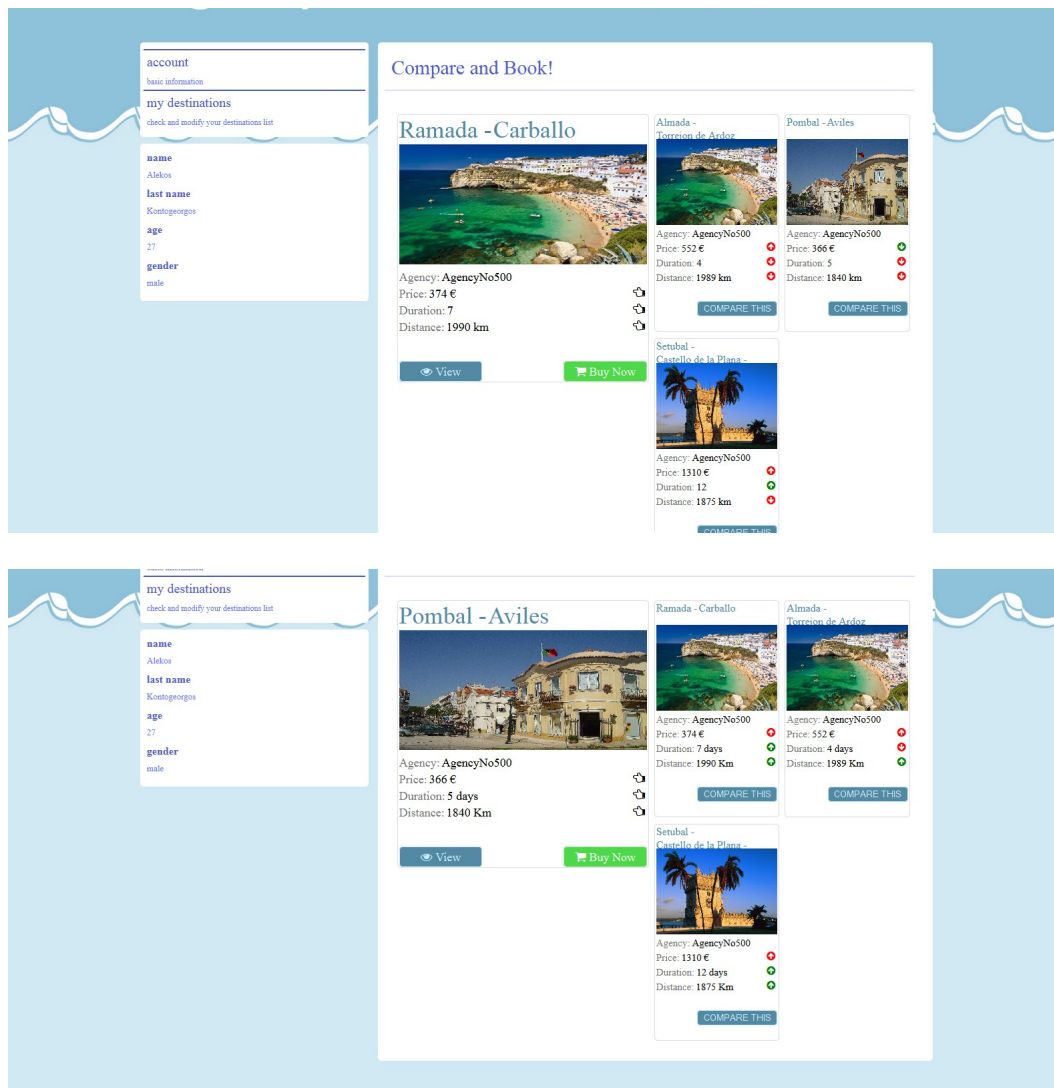 account
basic information
my destinations
check and modify your destinations list
name
Alekos
last name
Kontogeorgos
age
27
gender
male
Compare and Book!
Ramada - Carballo
Agency: AgencyNo500
Price: 374 €
Duration: 7
Distance: 1990 km
View
Buy Now
Almada -
Torrejon de Ardoz
Agency: AgencyNo500
Price: 552 €
Duration: 4
Distance: 1989 km
COMPARE THIS
Pombal - Aviles
Agency: AgencyNo500
Price: 366 €
Duration: 5
Distance: 1840 km
COMPARE THIS
Setubal -
Castello de la Plana -
Agency: AgencyNo500
Price: 1310 €
Duration: 12
Distance: 1875 km
COMPARE THIS
my destinations
check and modify your destinations list
name
Alekos
last name
Kontogeorgos
age
27
gender
male
Pombal - Aviles
Agency: AgencyNo500
Price: 366 €
Duration: 5 days
Distance: 1840 Km
View
Buy Now
Ramada - Carballo
Agency: AgencyNo500
Price: 374 €
Duration: 7 days
Distance: 1990 Km
COMPARE THIS
Almada -
Torrejon de Ardoz
Agency: AgencyNo500
Price: 552 €
Duration: 4 days
Distance: 1989 Km
COMPARE THIS
Setubal -
Castello de la Plana -
Agency: AgencyNo500
Price: 1310 €
Duration: 12 days
Distance: 1875 Km
COMPARE THIS